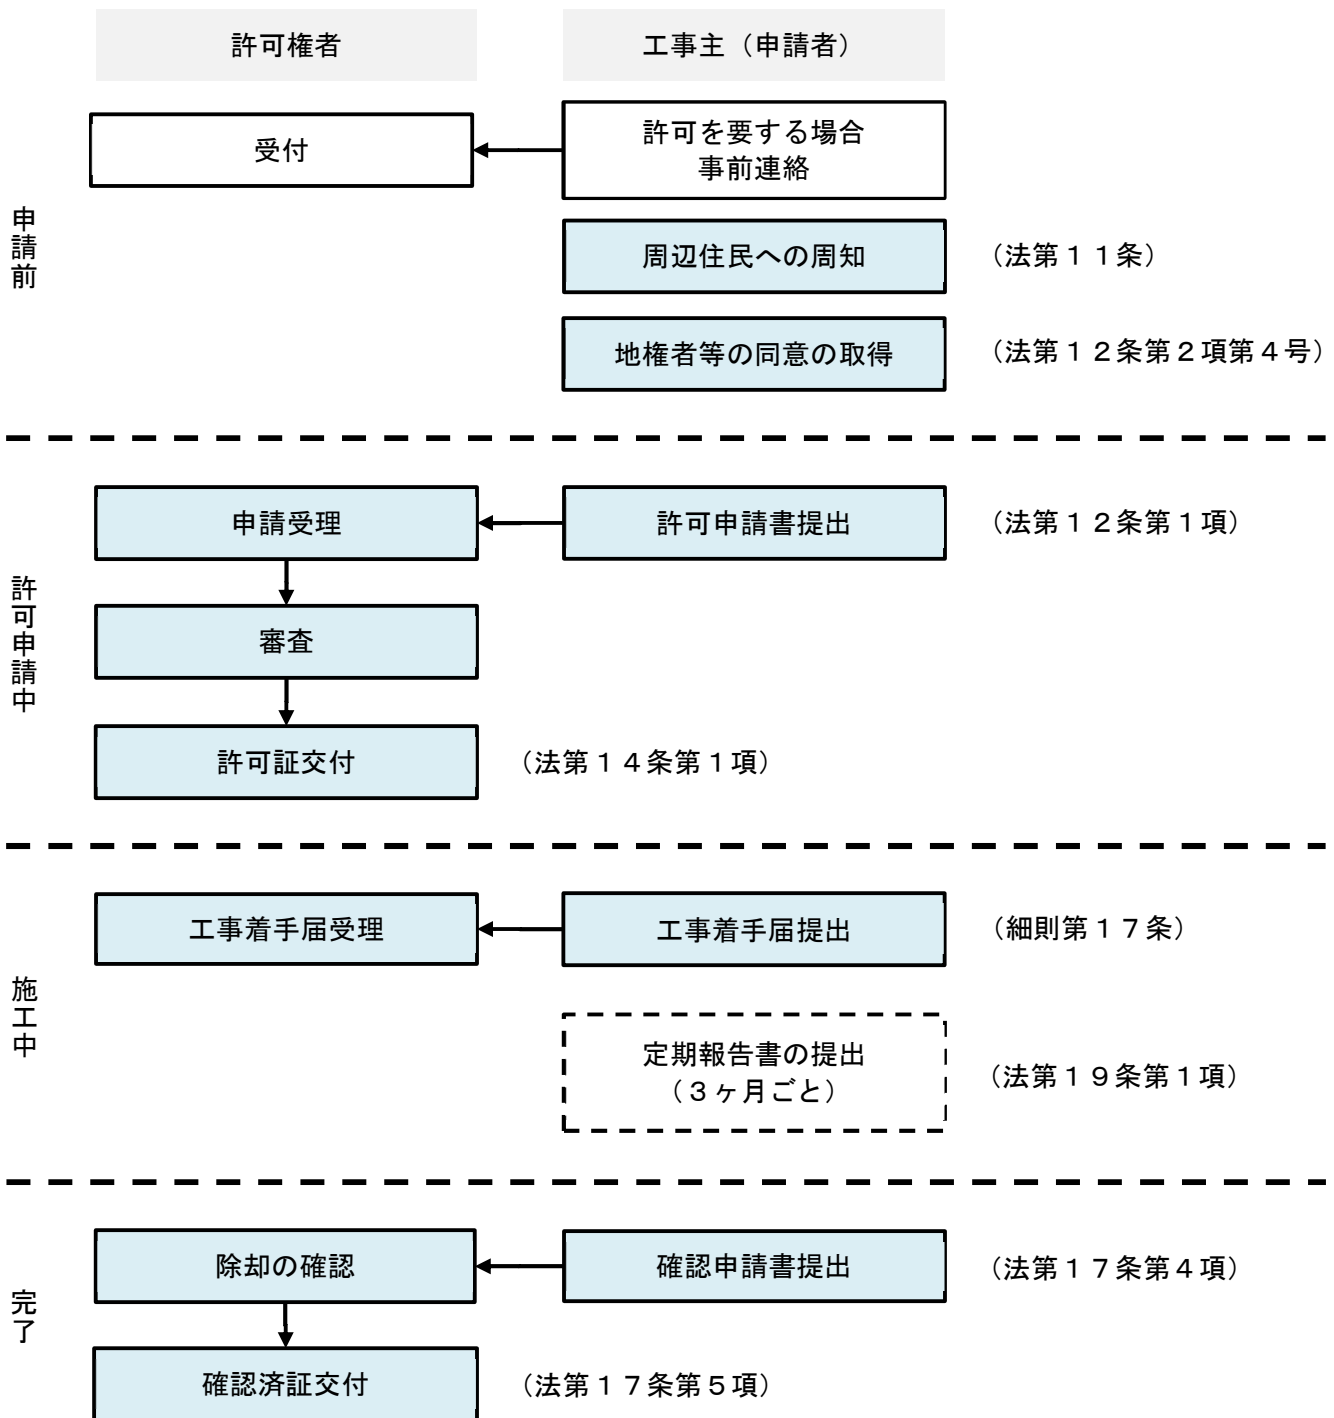 許可権者
工事主（申請者）
申請前
受付
許可を要する場合
事前連絡
周辺住民への周知
（法第１１条）
地権者等の同意の取得
（法第１２条第２項第４号）
許可申請中
申請受理
許可申請書提出
（法第１２条第１項）
審査
許可証交付
（法第１４条第１項）
施工中
工事着手届受理
工事着手届提出
（細則第１７条）
定期報告書の提出
（３ヶ月ごと）
（法第１９条第１項）
完了
除却の確認
確認申請書提出
（法第１７条第４項）
確認済証交付
（法第１７条第５項）